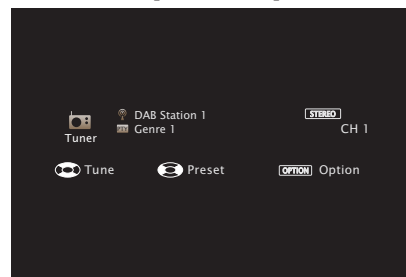 DAB Station 1
STEREO
Genre 1
CH 1
Tuner
Tune
Preset
OPTION Option